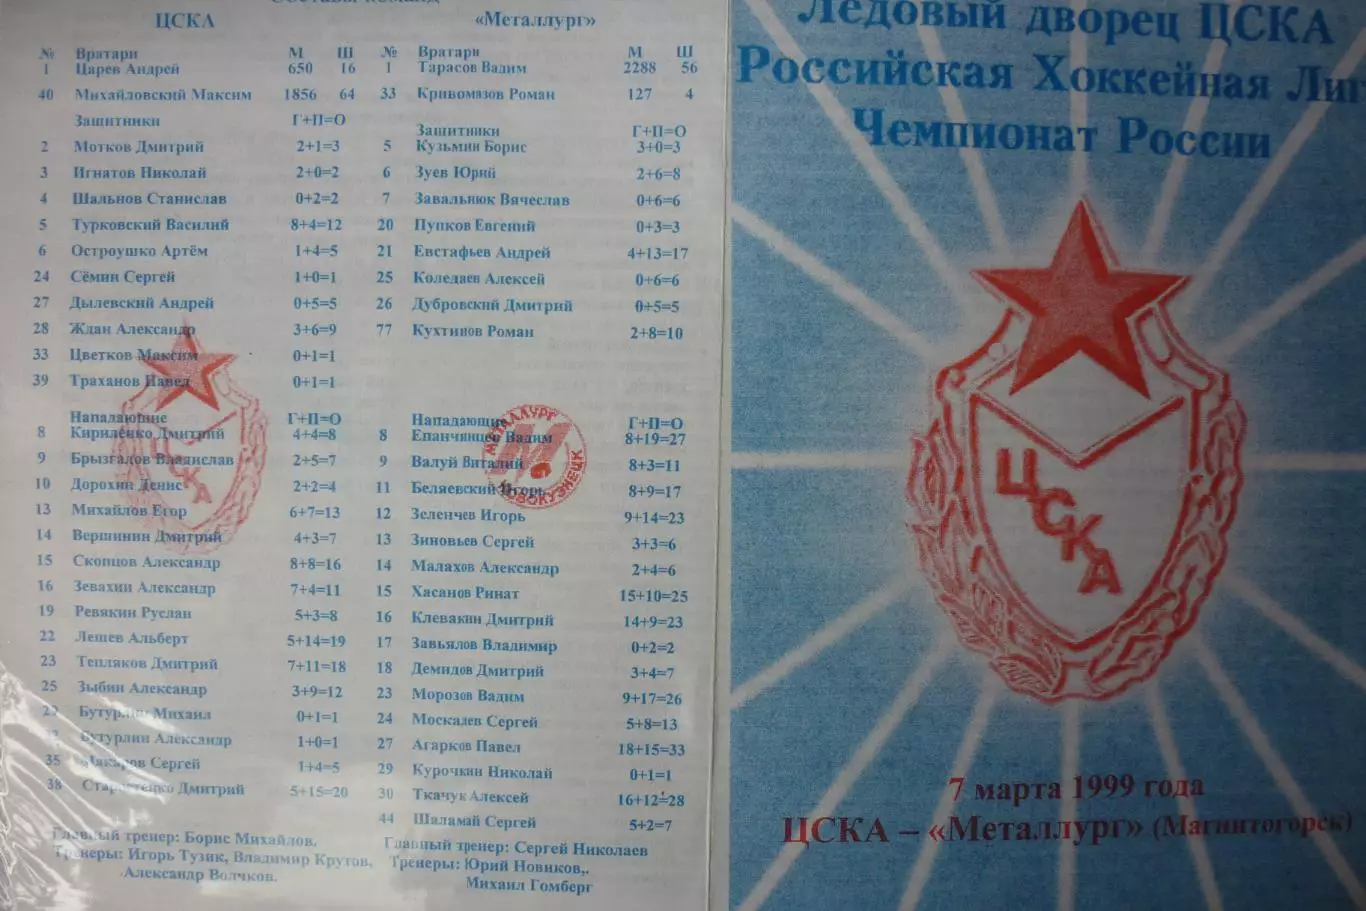 Составы команд
ЦСКА
№ Вратари М Ш
1 Царев Андрей 650 16
40 Михайловский Максим 1856 64
Защитники Г+П=О
2 Мотков Дмитрий 2+1=3
3 Игнатов Николай 2+0=2
4 Шальнов Станислав 0+2=2
5 Турковский Василий 8+4=12
6 Остроушко Артём 1+4=5
24 Сёмин Сергей 1+0=1
27 Дылевский Андрей 0+5=5
28 Ждан Александр 3+6=9
33 Цветков Максим 0+1=1
39 Траханов Павел 0+1=1
Нападающие Г+П=О
8 Кириленко Дмитрий 4+4=8
9 Брызгалов Владислав 2+5=7
10 Дорохин Денис 2+2=4
13 Михайлов Егор 6+7=13
14 Вершинин Дмитрий 4+3=7
15 Скопцов Александр 8+8=16
16 Зевахин Александр 7+4=11
19 Ревякин Руслан 5+3=8
22 Лещев Альберт 5+14=19
23 Тепляков Дмитрий 7+11=18
25 Зыбин Александр 3+9=12
Бутурлин Михаил 0+1=1
Бутурлин Александр 1+0=1
35 Макаров Сергей 1+4=5
38 Старостенко Дмитрий 5+15=20
Главный тренер: Борис Михайлов.
Тренеры: Игорь Тузик, Владимир Крутов,
Александр Волчков.
ЦСКА
«Металлург»
№ Вратари М Ш
1 Тарасов Вадим 2288 56
33 Кривомазов Роман 127 4
Защитники Г+П=О
5 Кузьмин Борис 3+0=3
6 Зуев Юрий 2+6=8
7 Завальнюк Вячеслав 0+6=6
20 Пупков Евгений 0+3=3
21 Евстафьев Андрей 4+13=17
25 Коледаев Алексей 0+6=6
26 Дубровский Дмитрий 0+5=5
77 Кухтинов Роман 2+8=10
Нападающие Г+П=О
8 Епанчинцев Вадим 8+19=27
9 Валуй Виталий 8+3=11
11 Беляевский Игорь 8+9=17
12 Зеленчев Игорь 9+14=23
13 Зиновьев Сергей 3+3=6
14 Малахов Александр 2+4=6
15 Хасанов Ринат 15+10=25
16 Клевакин Дмитрий 14+9=23
17 Завьялов Владимир 0+2=2
18 Демидов Дмитрий 3+4=7
23 Морозов Вадим 9+17=26
24 Москалев Сергей 5+8=13
27 Агарков Павел 18+15=33
29 Курочкин Николай 0+1=1
30 Ткачук Алексей 16+12=28
44 Шаламай Сергей 5+2=7
Главный тренер: Сергей Николаев
Тренеры: Юрий Новиков,.
Михаил Гомберг
МЕТАЛЛУРГ
М
НОВОКУЗНЕЦК
Ледовый дворец ЦСКА
Российская Хоккейная Лиг
Чемпионат России
ЦСКА
7 марта 1999 года
ЦСКА – «Металлург» (Магнитогорск)